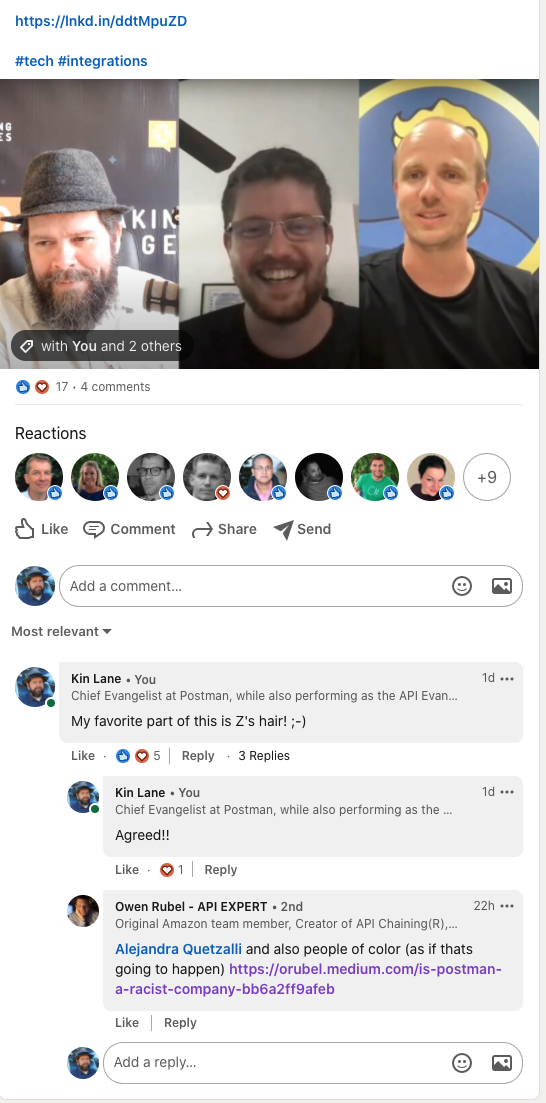 https://lnkd.in/ddtMpuZD
#tech #integrations
NG
ES
AKIN
GE
with You and 2 others
17 · 4 comments
Reactions
+9
Like Comment Share Send
Add a comment...
Most relevant
Kin Lane • You 1d
Chief Evangelist at Postman, while also performing as the API Evan...
My favorite part of this is Z's hair! ;-)
Like · 5 | Reply · 3 Replies
Kin Lane • You 1d
Chief Evangelist at Postman, while also performing as the ...
Agreed!!
Like · 1 | Reply
Owen Rubel - API EXPERT • 2nd 22h
Original Amazon team member, Creator of API Chaining(R),...
Alejandra Quetzalli and also people of color (as if thats
going to happen) https://orubel.medium.com/is-postman-
a-racist-company-bb6a2ff9afeb
Like | Reply
Add a reply...